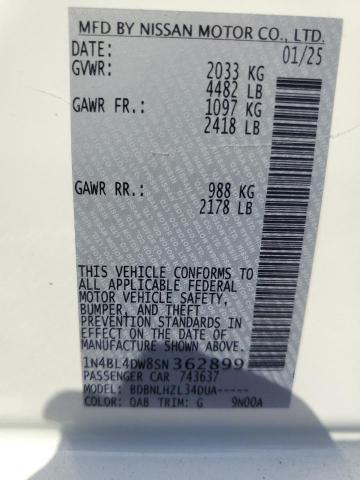 MFD BY NISSAN MOTOR CO., LTD.
DATE: 01/25
GVWR: 2033 KG
4482 LB
GAWR FR.: 1097 KG
2418 LB
GAWR RR.: 988 KG
2178 LB
THIS VEHICLE CONFORMS TO
ALL APPLICABLE FEDERAL
MOTOR VEHICLE SAFETY,
BUMPER, AND THEFT
PREVENTION STANDARDS IN
EFFECT ON THE DATE OF
MANUFACTURE SHOWN ABOVE.
1N4BL4DW8SN362899
PASSENGER CAR 743637
MODEL: BDBNLHZL34DUA-----
COLOR: QAB TRIM: G 9N00A